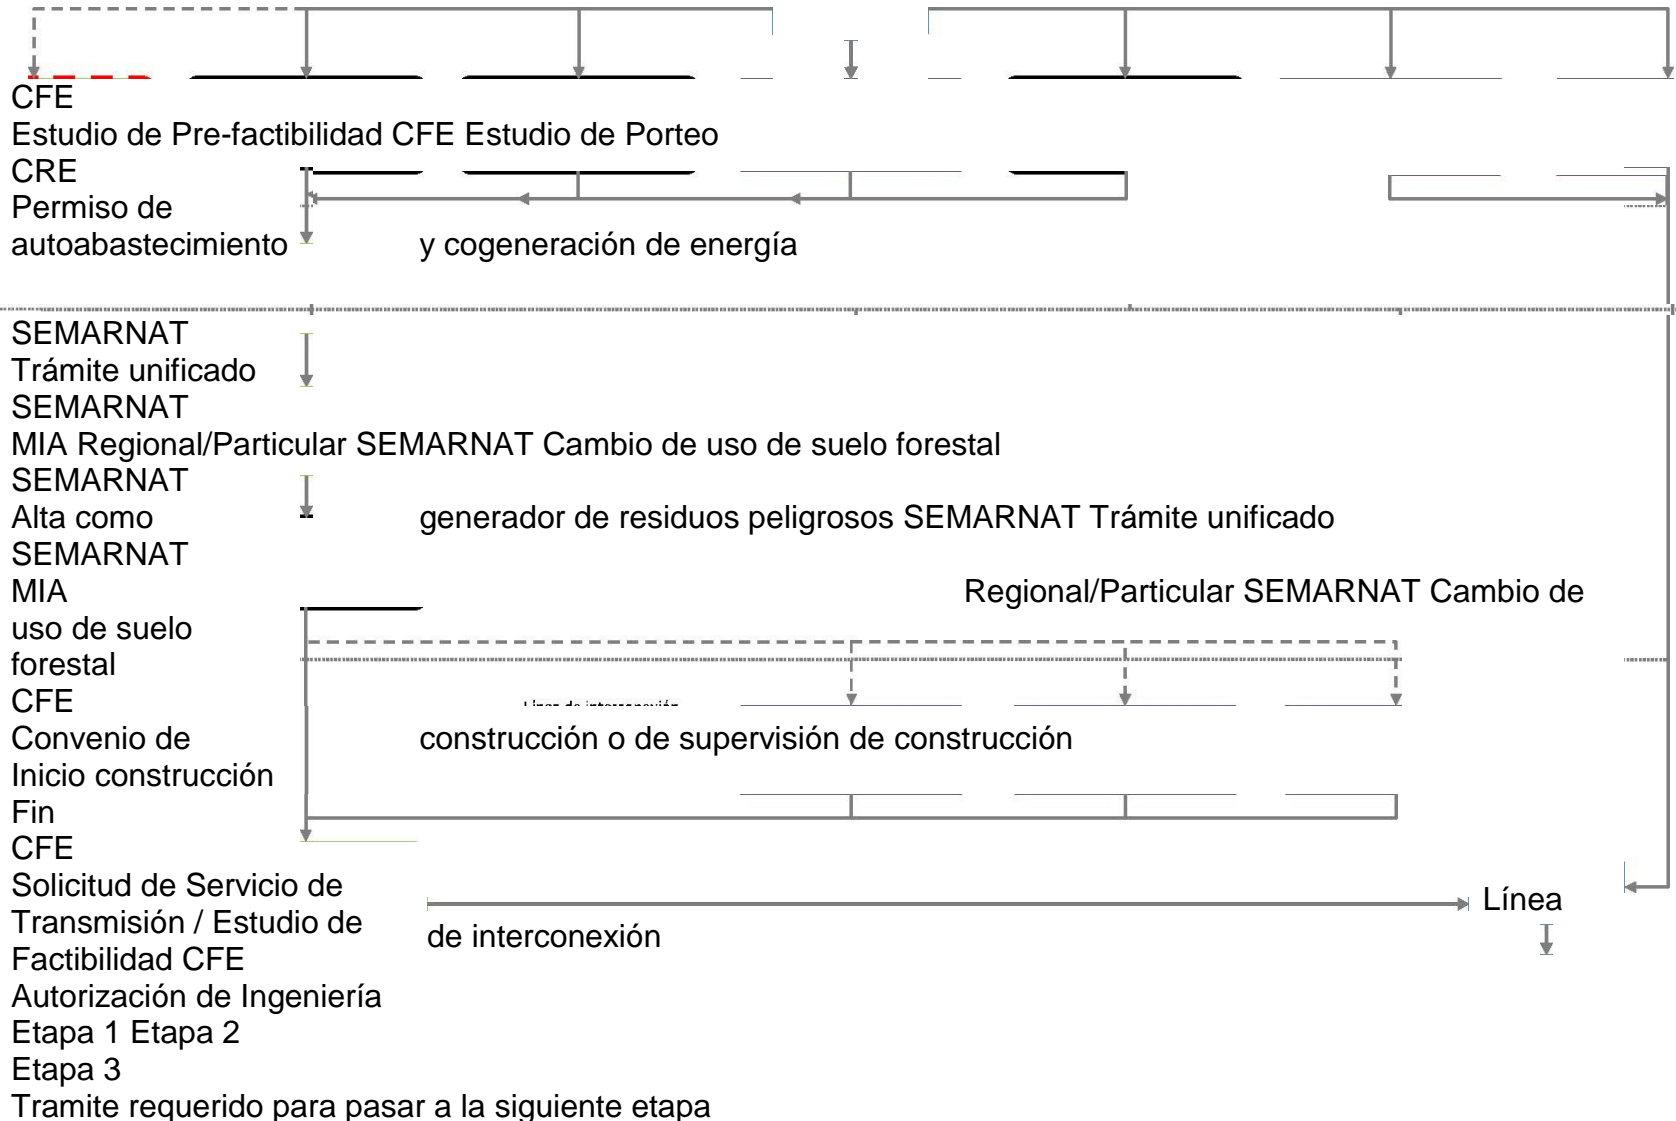 CFE
Estudio de Pre-factibilidad CFE Estudio de Porteo
CRE
Permiso de
autoabastecimiento y cogeneración de energía
SEMARNAT
Trámite unificado
SEMARNAT
MIA Regional/Particular SEMARNAT Cambio de uso de suelo forestal
SEMARNAT
Alta como generador de residuos peligrosos SEMARNAT Trámite unificado
SEMARNAT
MIA Regional/Particular SEMARNAT Cambio de
uso de suelo
forestal
CFE
Línea de interconexión
Convenio de construcción o de supervisión de construcción
Inicio construcción
Fin
CFE
Solicitud de Servicio de Línea
Transmisión / Estudio de de interconexión
Factibilidad CFE
Autorización de Ingeniería
Etapa 1 Etapa 2
Etapa 3
Tramite requerido para pasar a la siguiente etapa